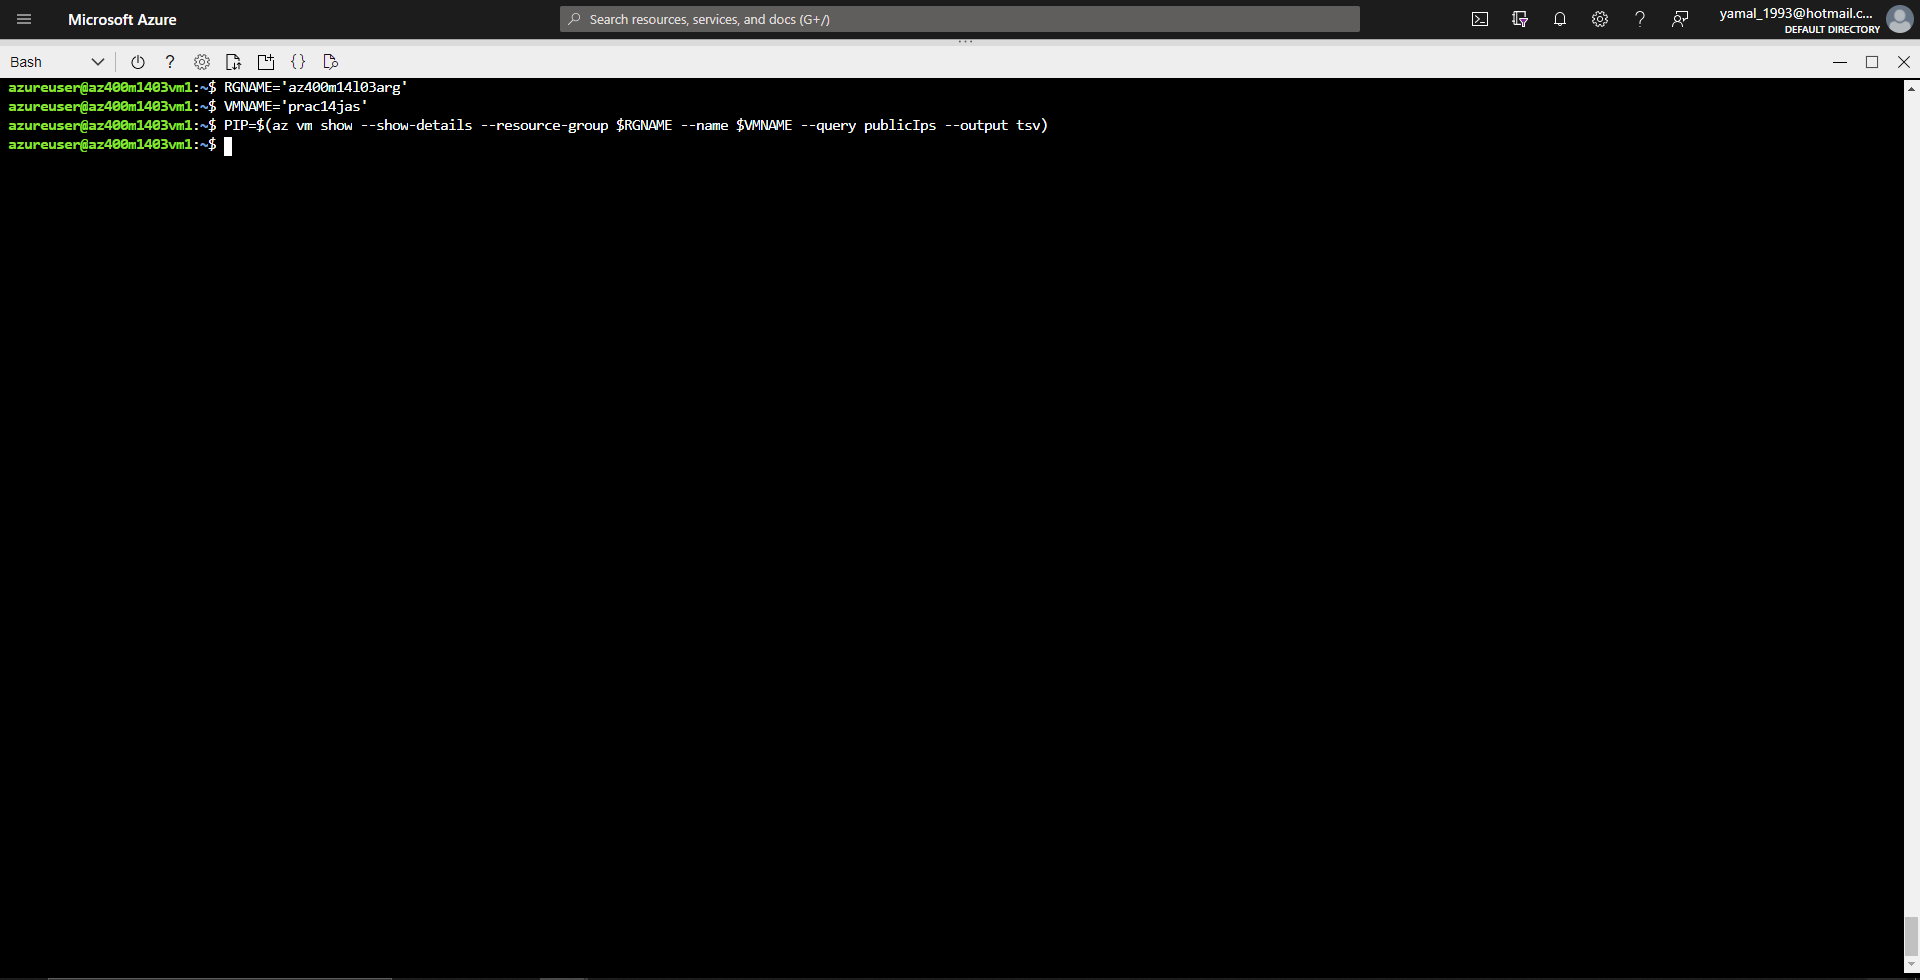 Microsoft Azure
Search resources, services, and docs (G+/)
yamal_1993@hotmail.c...
DEFAULT DIRECTORY
Bash
azureuser@az400m1403vm1:~$ RGNAME='az400m14l03arg'
azureuser@az400m1403vm1:~$ VMNAME='prac14jas'
azureuser@az400m1403vm1:~$ PIP=$(az vm show --show-details --resource-group $RGNAME --name $VMNAME --query publicIps --output tsv)
azureuser@az400m1403vm1:~$